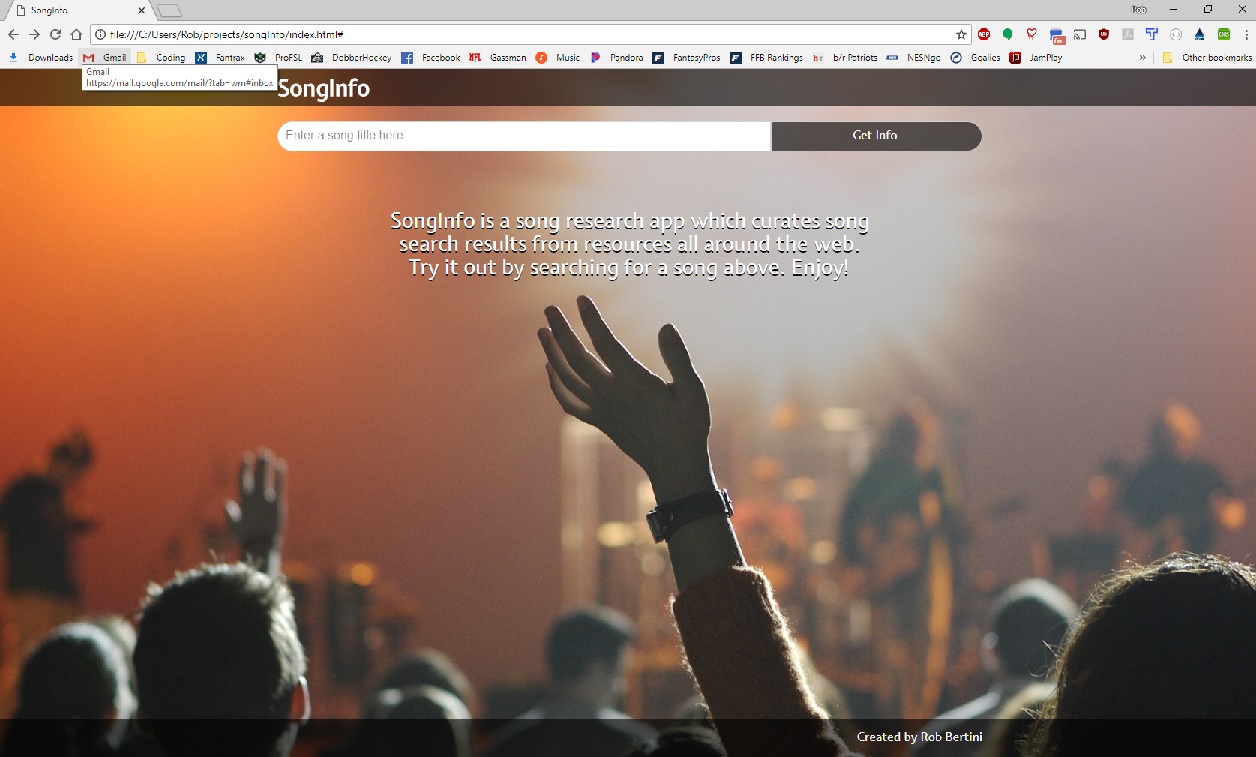 SongInfo
Rob
file:///C:/Users/Rob/projects/songInfo/index.html#
Downloads Gmail Coding Fantrax ProFSL DobberHockey Facebook XFL Gassman Music Pandora FantasyPros FFB Rankings b/r b/r Patriots NESNgo Goalies JamPlay » Other bookmarks
Gmail
https://mail.google.com/mail/?tab=wm#inbox
SongInfo
Enter a song title here
Get Info
SongInfo is a song research app which curates song
search results from resources all around the web.
Try it out by searching for a song above. Enjoy!
Created by Rob Bertini